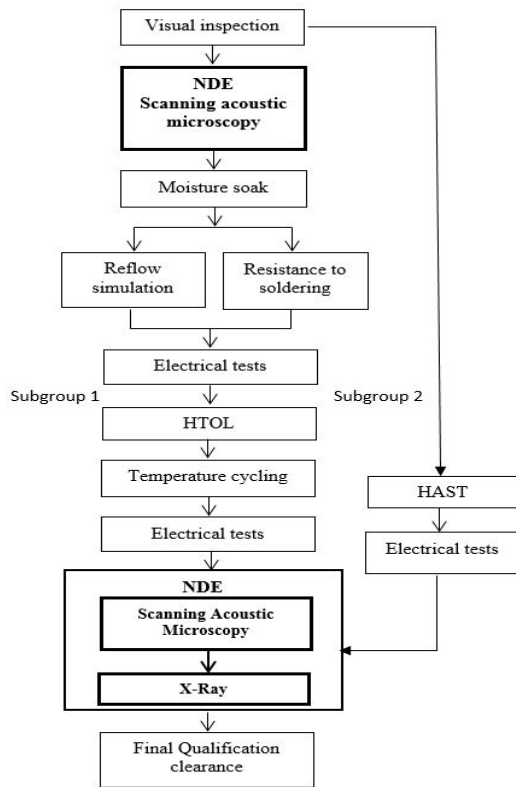 Visual inspection
NDE
Scanning acoustic
microscopy
Moisture soak
Reflow
simulation
Resistance to
soldering
Electrical tests
Subgroup 1
Subgroup 2
HTOL
Temperature cycling
HAST
Electrical tests
Electrical tests
NDE
Scanning Acoustic
Microscopy
X-Ray
Final Qualification
clearance